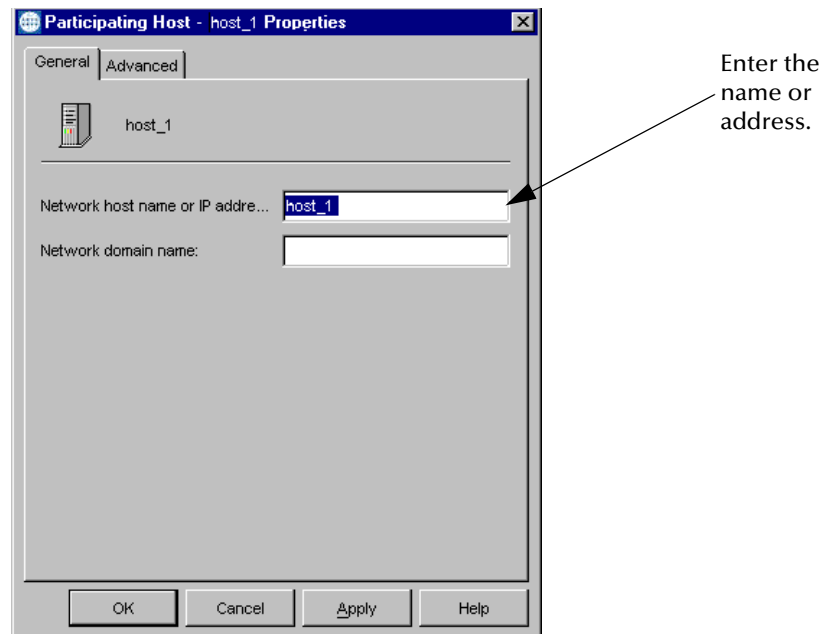 Participating Host - host_1 Properties
General
Advanced
host_1
Network host name or IP addre...
host_1
Network domain name:
OK
Cancel
Apply
Help
Enter the
name or
address.